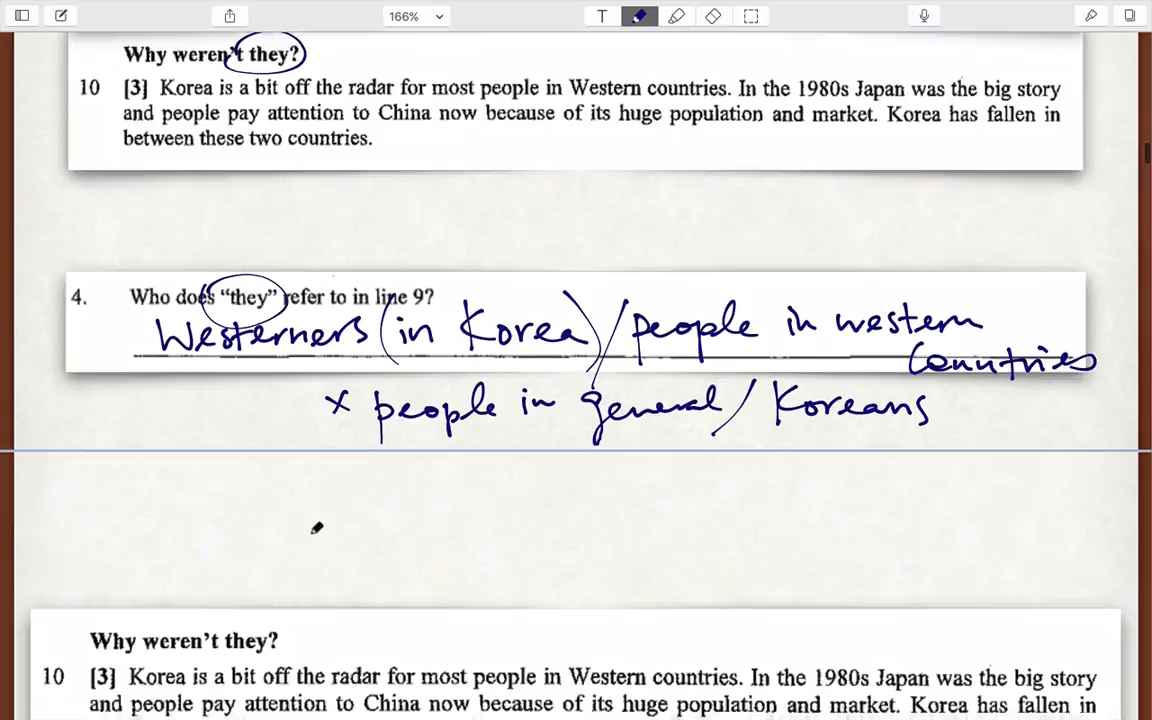 166%
T
Why weren't they?
10 [3] Korea is a bit off the radar for most people in Western countries. In the 1980s Japan was the big story
and people pay attention to China now because of its huge population and market. Korea has fallen in
between these two countries.
4. Who does “they” refer to in line 9?
Westerners (in Korea) / people in western
countries
x people in general / Koreans
Why weren't they?
10 [3] Korea is a bit off the radar for most people in Western countries. In the 1980s Japan was the big story
and people pay attention to China now because of its huge population and market. Korea has fallen in